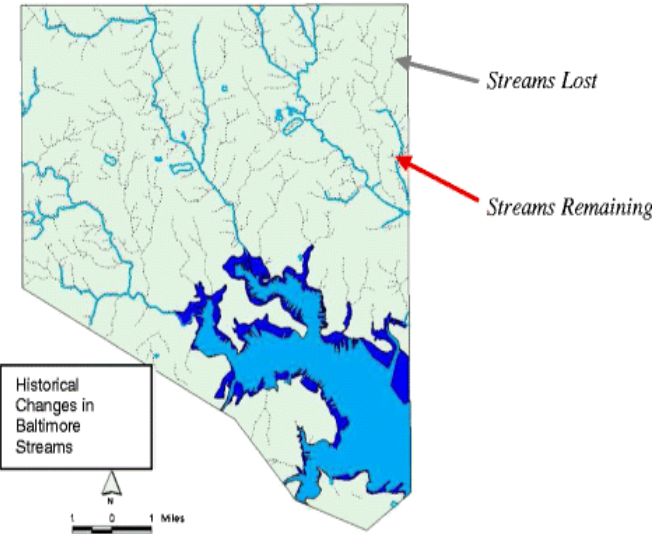 Streams Lost
Streams Remaining
Historical
Changes in
Baltimore
Streams
N
1 0 1 Miles